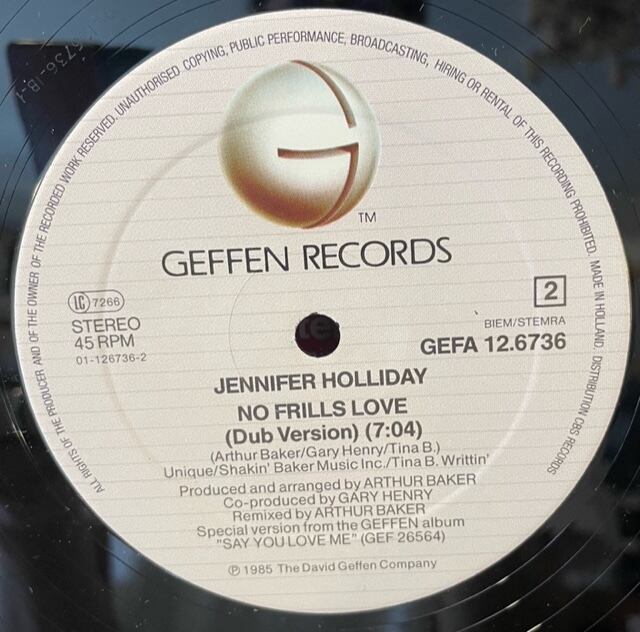 ALL RIGHTS OF THE PRODUCER AND OF THE OWNER OF THE RECORDED WORK RESERVED. UNAUTHORISED COPYING, PUBLIC PERFORMANCE, BROADCASTING, HIRING OR RENTAL OF THIS RECORDING PROHIBITED. MADE IN HOLLAND DISTRIBUTION CBS RECORDS
TM
GEFFEN RECORDS
LC 7266
STEREO
45 RPM
01-126736-2
2
BIEM/STEMRA
GEFA 12.6736
JENNIFER HOLLIDAY
NO FRILLS LOVE
(Dub Version) (7:04)
(Arthur Baker/Gary Henry/Tina B.)
Unique/Shakin' Baker Music Inc./Tina B. Writtin'
Produced and arranged by ARTHUR BAKER
Co-produced by GARY HENRY
Remixed by ARTHUR BAKER
Special version from the GEFFEN album
"SAY YOU LOVE ME" (GEF 26564)
℗ 1985 The David Geffen Company